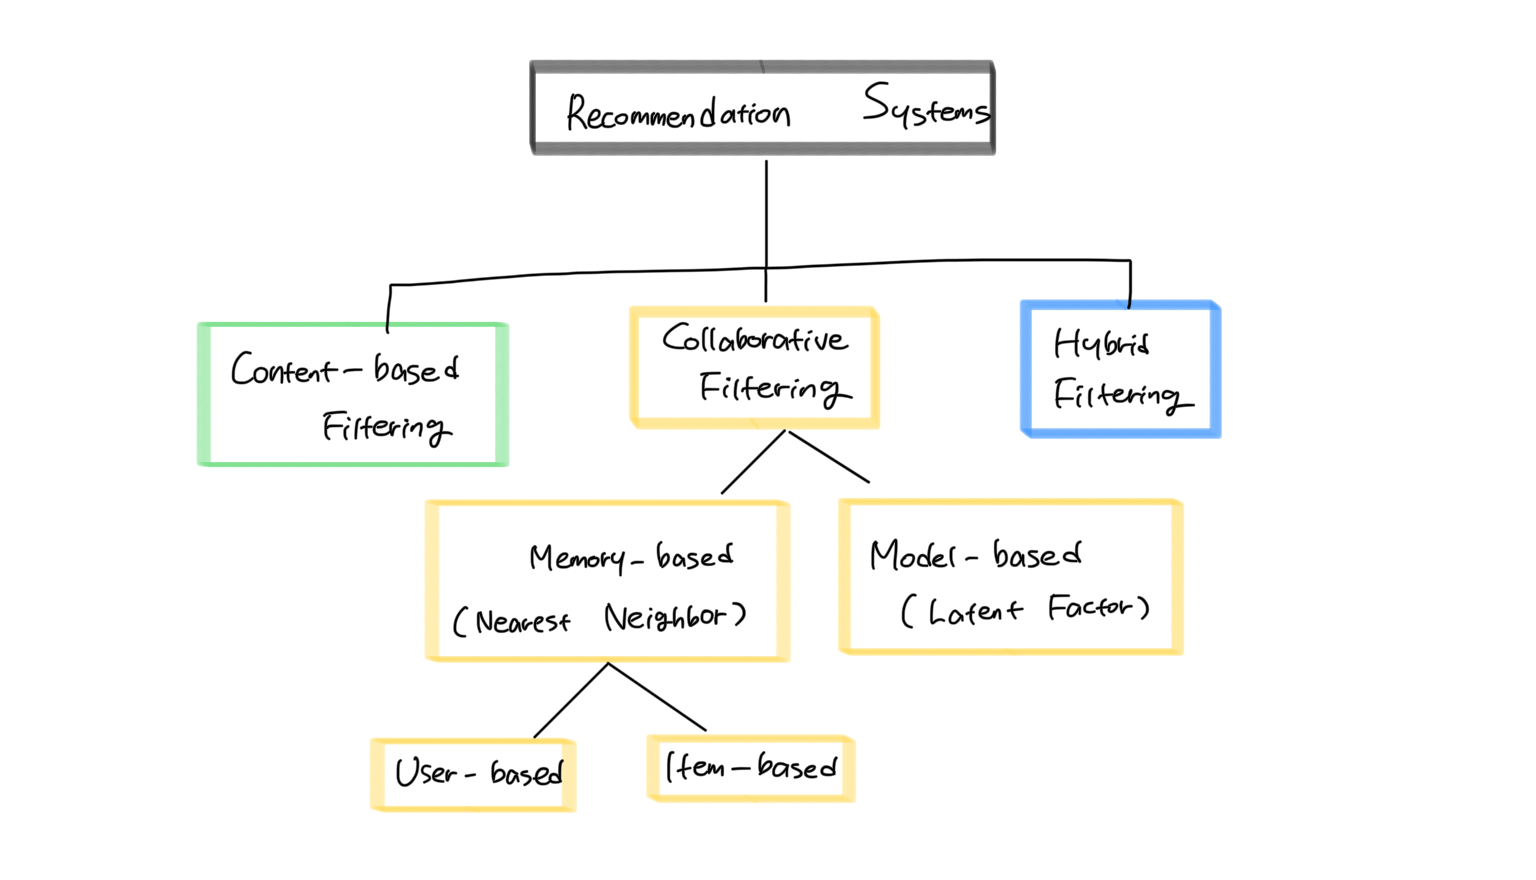 Recommendation Systems
Content-based
Filtering
Collaborative
Filtering
Hybrid
Filtering
Memory-based
(Nearest Neighbor)
Model-based
(Latent Factor)
User-based
Item-based